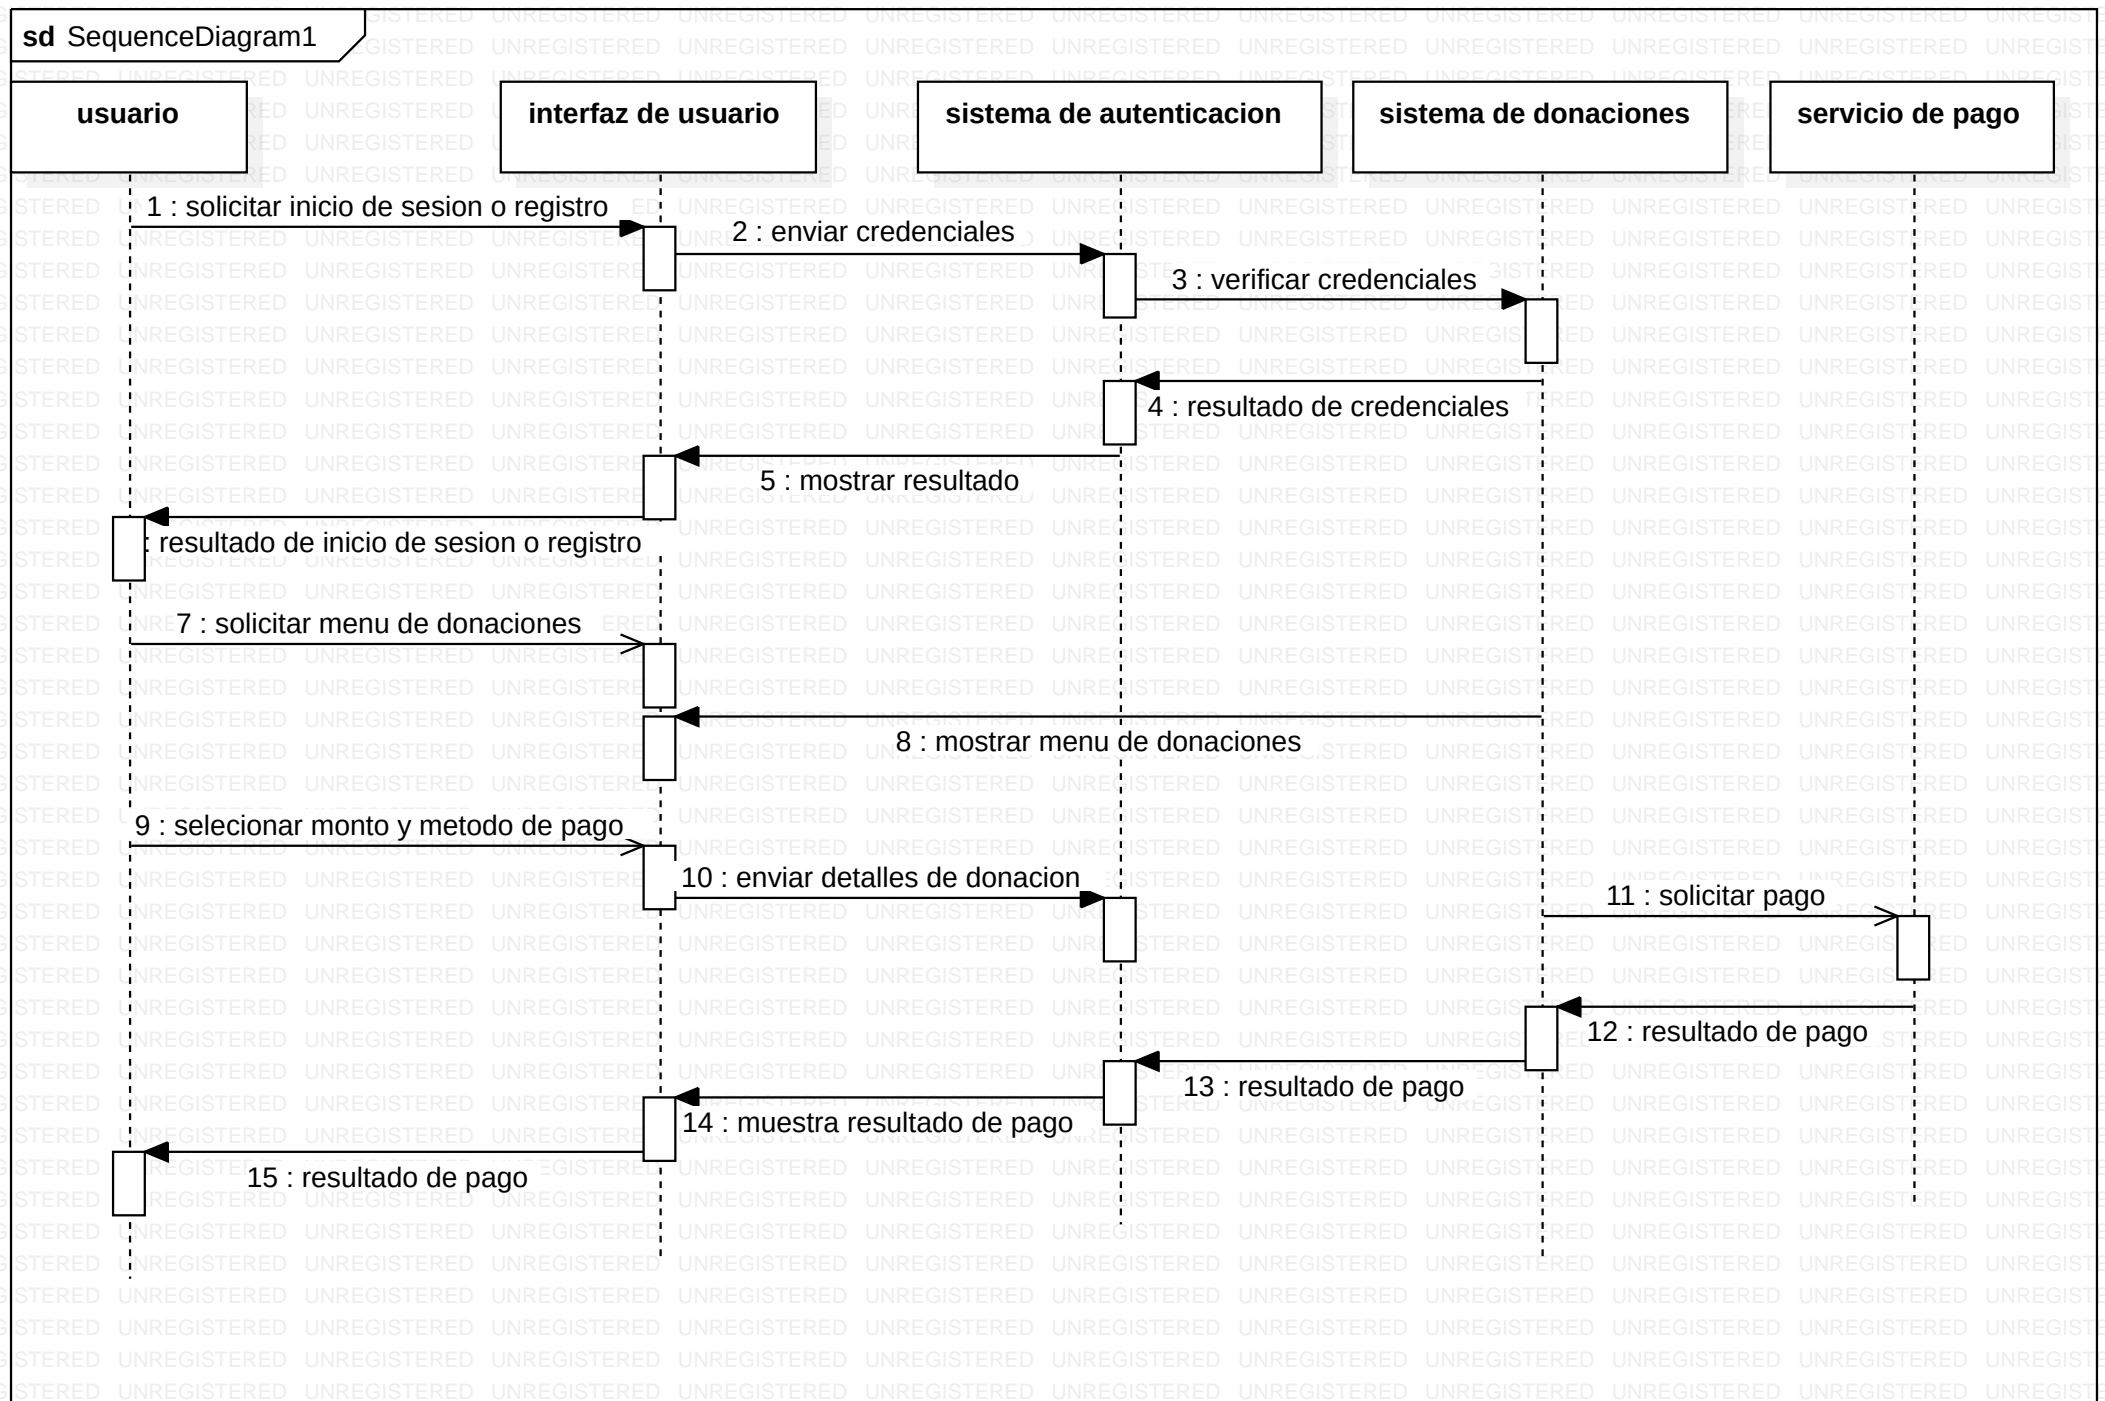 sd SequenceDiagram1
usuario
interfaz de usuario
sistema de autenticacion
sistema de donaciones
servicio de pago
1 : solicitar inicio de sesion o registro
2 : enviar credenciales
3 : verificar credenciales
4 : resultado de credenciales
5 : mostrar resultado
: resultado de inicio de sesion o registro
7 : solicitar menu de donaciones
8 : mostrar menu de donaciones
9 : selecionar monto y metodo de pago
10 : enviar detalles de donacion
11 : solicitar pago
12 : resultado de pago
13 : resultado de pago
14 : muestra resultado de pago
15 : resultado de pago
UNREGISTERED